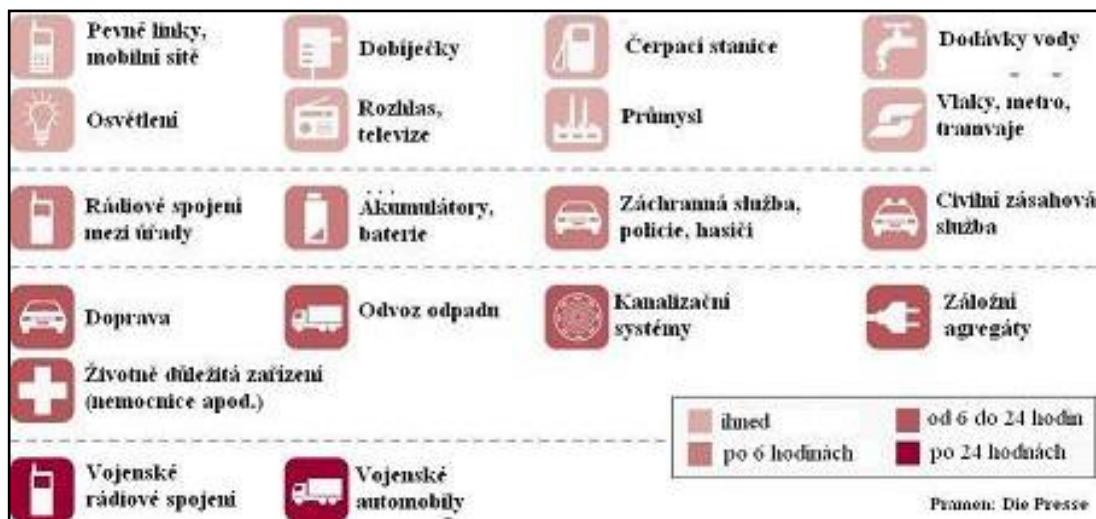 Pevné linky,
mobilní sítě
Dobíječky
Čerpací stanice
Dodávky vody
Osvětlení
Rozhlas,
televize
Průmysl
Vlaky, metro,
tramvaje
Rádiové spojení
mezi úřady
Akumulátory,
baterie
Záchranná služba,
policie, hasiči
Civilní zásahová
služba
Doprava
Odvoz odpadu
Kanalizační
systémy
Záložní
agregáty
Životně důležitá zařízení
(nemocnice apod.)
ihned
od 6 do 24 hodin
po 6 hodinách
po 24 hodnách
Vojenské
rádiové spojení
Vojenské
automobily
Pramen: Die Presse